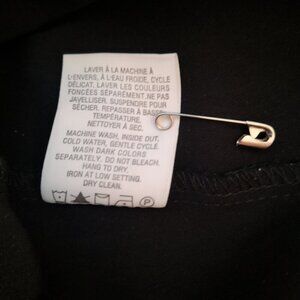 LAVER À LA MACHINE À
L'ENVERS, À L'EAU FROIDE, CYCLE
DÉLICAT. LAVER LES COULEURS
FONCÉES SÉPARÉMENT. NE PAS
JAVELLISER. SUSPENDRE POUR
SÉCHER. REPASSER À BASSE
TEMPÉRATURE.
NETTOYER À SEC.
MACHINE WASH, INSIDE OUT,
COLD WATER, GENTLE CYCLE.
WASH DARK COLORS
SEPARATELY. DO NOT BLEACH.
HANG TO DRY.
IRON AT LOW SETTING.
DRY CLEAN.
P